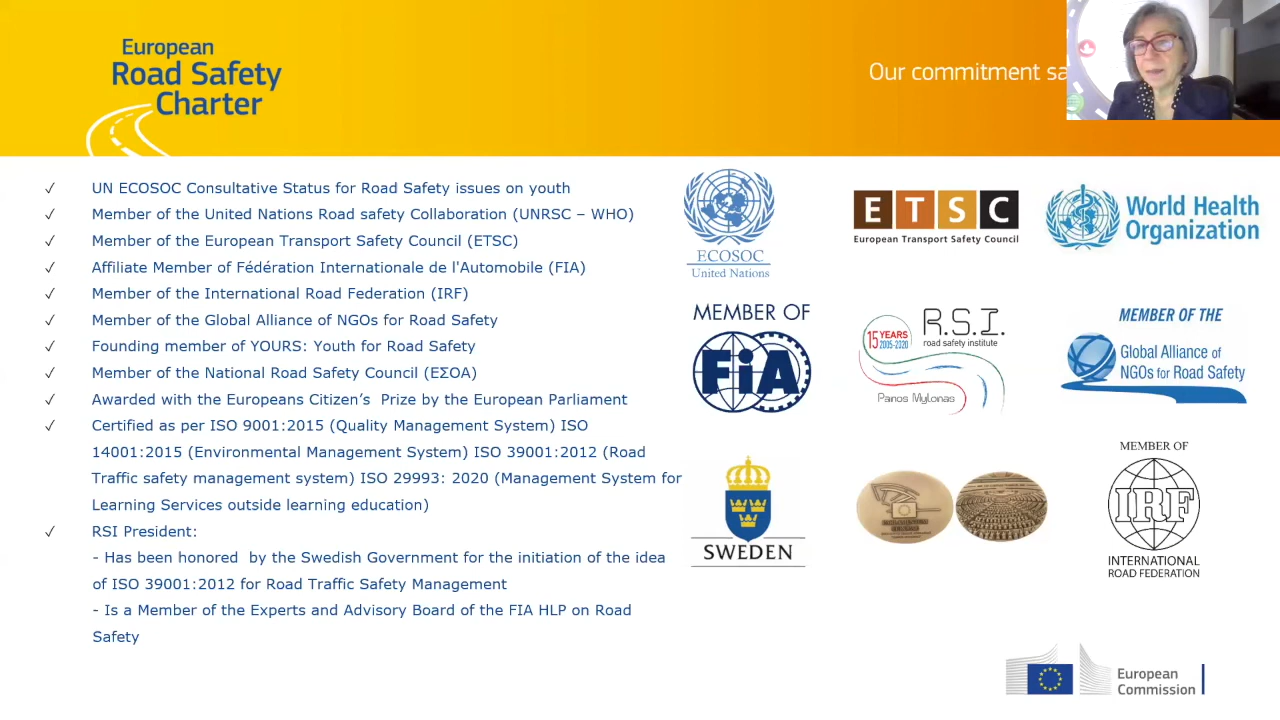 European
Road Safety
Charter
Our commitment sa
✓ UN ECOSOC Consultative Status for Road Safety issues on youth
✓ Member of the United Nations Road safety Collaboration (UNRSC – WHO)
✓ Member of the European Transport Safety Council (ETSC)
✓ Affiliate Member of Fédération Internationale de l'Automobile (FIA)
✓ Member of the International Road Federation (IRF)
✓ Member of the Global Alliance of NGOs for Road Safety
✓ Founding member of YOURS: Youth for Road Safety
✓ Member of the National Road Safety Council (ΕΣΟΑ)
✓ Awarded with the Europeans Citizen’s  Prize by the European Parliament
✓ Certified as per ISO 9001:2015 (Quality Management System) ISO
14001:2015 (Environmental Management System) ISO 39001:2012 (Road
Traffic safety management system) ISO 29993: 2020 (Management System for
Learning Services outside learning education)
✓ RSI President:
- Has been honored  by the Swedish Government for the initiation of the idea
of ISO 39001:2012 for Road Traffic Safety Management
- Is a Member of the Experts and Advisory Board of the FIA HLP on Road
Safety
ECOSOC
United Nations
ETSC
European Transport Safety Council
World Health
Organization
MEMBER OF
FiA
15 YEARS
2005-2020
R.S.I.
road safety institute
Panos Mylonas
MEMBER OF THE
Global Alliance of
NGOs for Road Safety
SWEDEN
MEMBER OF
IRF
INTERNATIONAL
ROAD FEDERATION
European
Commission